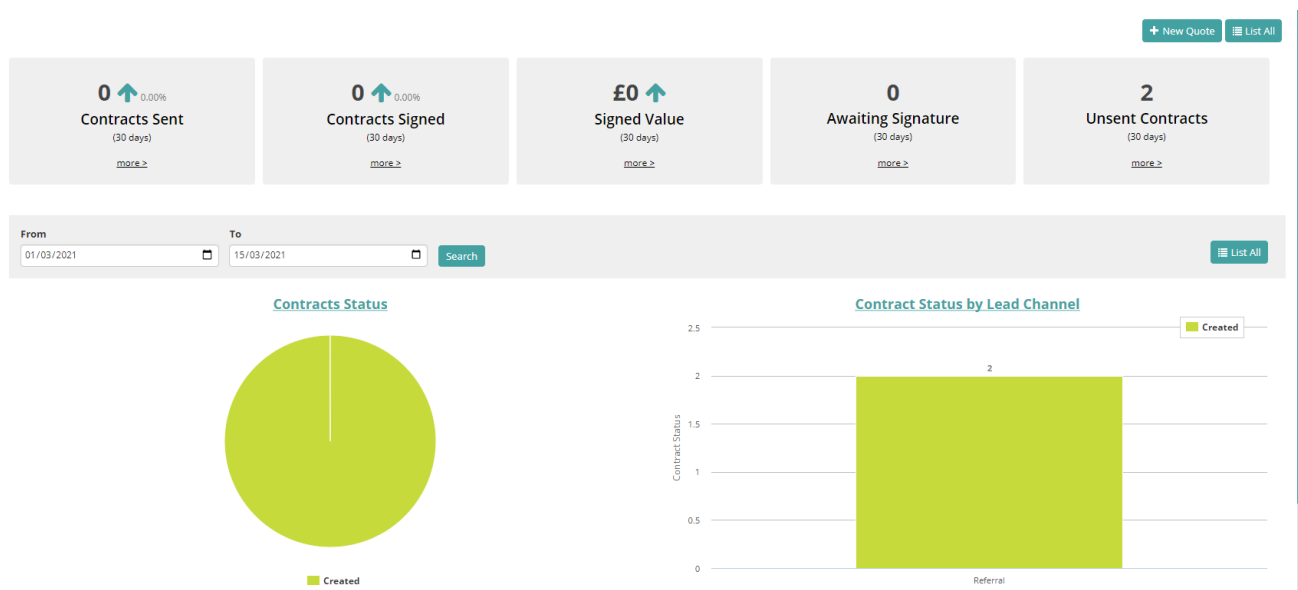 New Quote List All
0 0.00%
Contracts Sent
(30 days)
more >
0 0.00%
Contracts Signed
(30 days)
more >
£0
Signed Value
(30 days)
more >
0
Awaiting Signature
(30 days)
more >
2
Unsent Contracts
(30 days)
more >
From To
01/03/2021 15/03/2021 Search List All
Contracts Status
Created
Contract Status by Lead Channel
Created
2.5
2
1.5
1
0.5
0
Contract Status
2
Referral